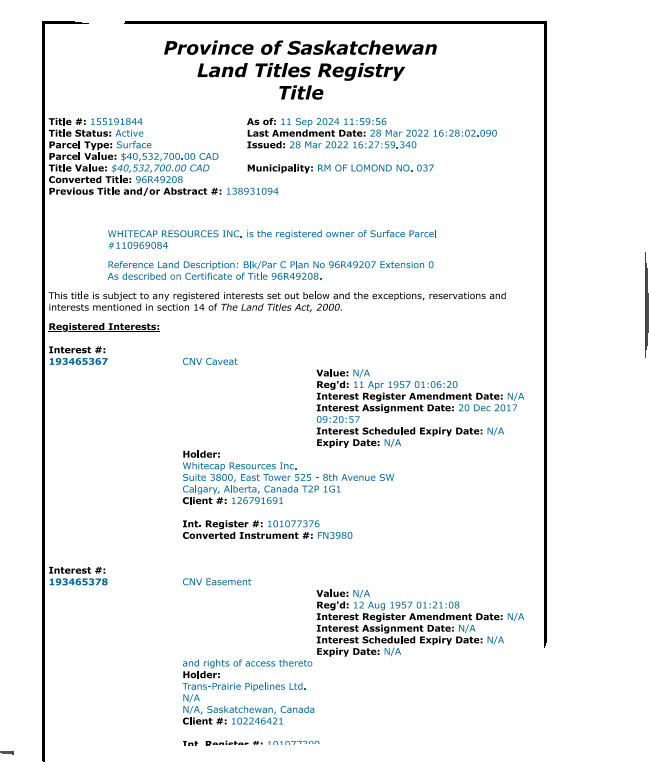 Province of Saskatchewan
Land Titles Registry
Title
Title #: 155191844 As of: 11 Sep 2024 11:59:56
Title Status: Active Last Amendment Date: 28 Mar 2022 16:28:02.090
Parcel Type: Surface Issued: 28 Mar 2022 16:27:59.340
Parcel Value: $40,532,700.00 CAD
Title Value: $40,532,700.00 CAD Municipality: RM OF LOMOND NO. 037
Converted Title: 96R49208
Previous Title and/or Abstract #: 138931094
WHITECAP RESOURCES INC. is the registered owner of Surface Parcel
#110969084
Reference Land Description: Blk/Par C Plan No 96R49207 Extension 0
As described on Certificate of Title 96R49208.
This title is subject to any registered interests set out below and the exceptions, reservations and
interests mentioned in section 14 of The Land Titles Act, 2000.
Registered Interests:
Interest #:
193465367 CNV Caveat
Value: N/A
Reg'd: 11 Apr 1957 01:06:20
Interest Register Amendment Date: N/A
Interest Assignment Date: 20 Dec 2017
09:20:57
Interest Scheduled Expiry Date: N/A
Expiry Date: N/A
Holder:
Whitecap Resources Inc.
Suite 3800, East Tower 525 - 8th Avenue SW
Calgary, Alberta, Canada T2P 1G1
Client #: 126791691
Int. Register #: 101077376
Converted Instrument #: FN3980
Interest #:
193465378 CNV Easement
Value: N/A
Reg'd: 12 Aug 1957 01:21:08
Interest Register Amendment Date: N/A
Interest Assignment Date: N/A
Interest Scheduled Expiry Date: N/A
Expiry Date: N/A
and rights of access thereto
Holder:
Trans-Prairie Pipelines Ltd.
N/A
N/A, Saskatchewan, Canada
Client #: 102246421
Int. Register #: